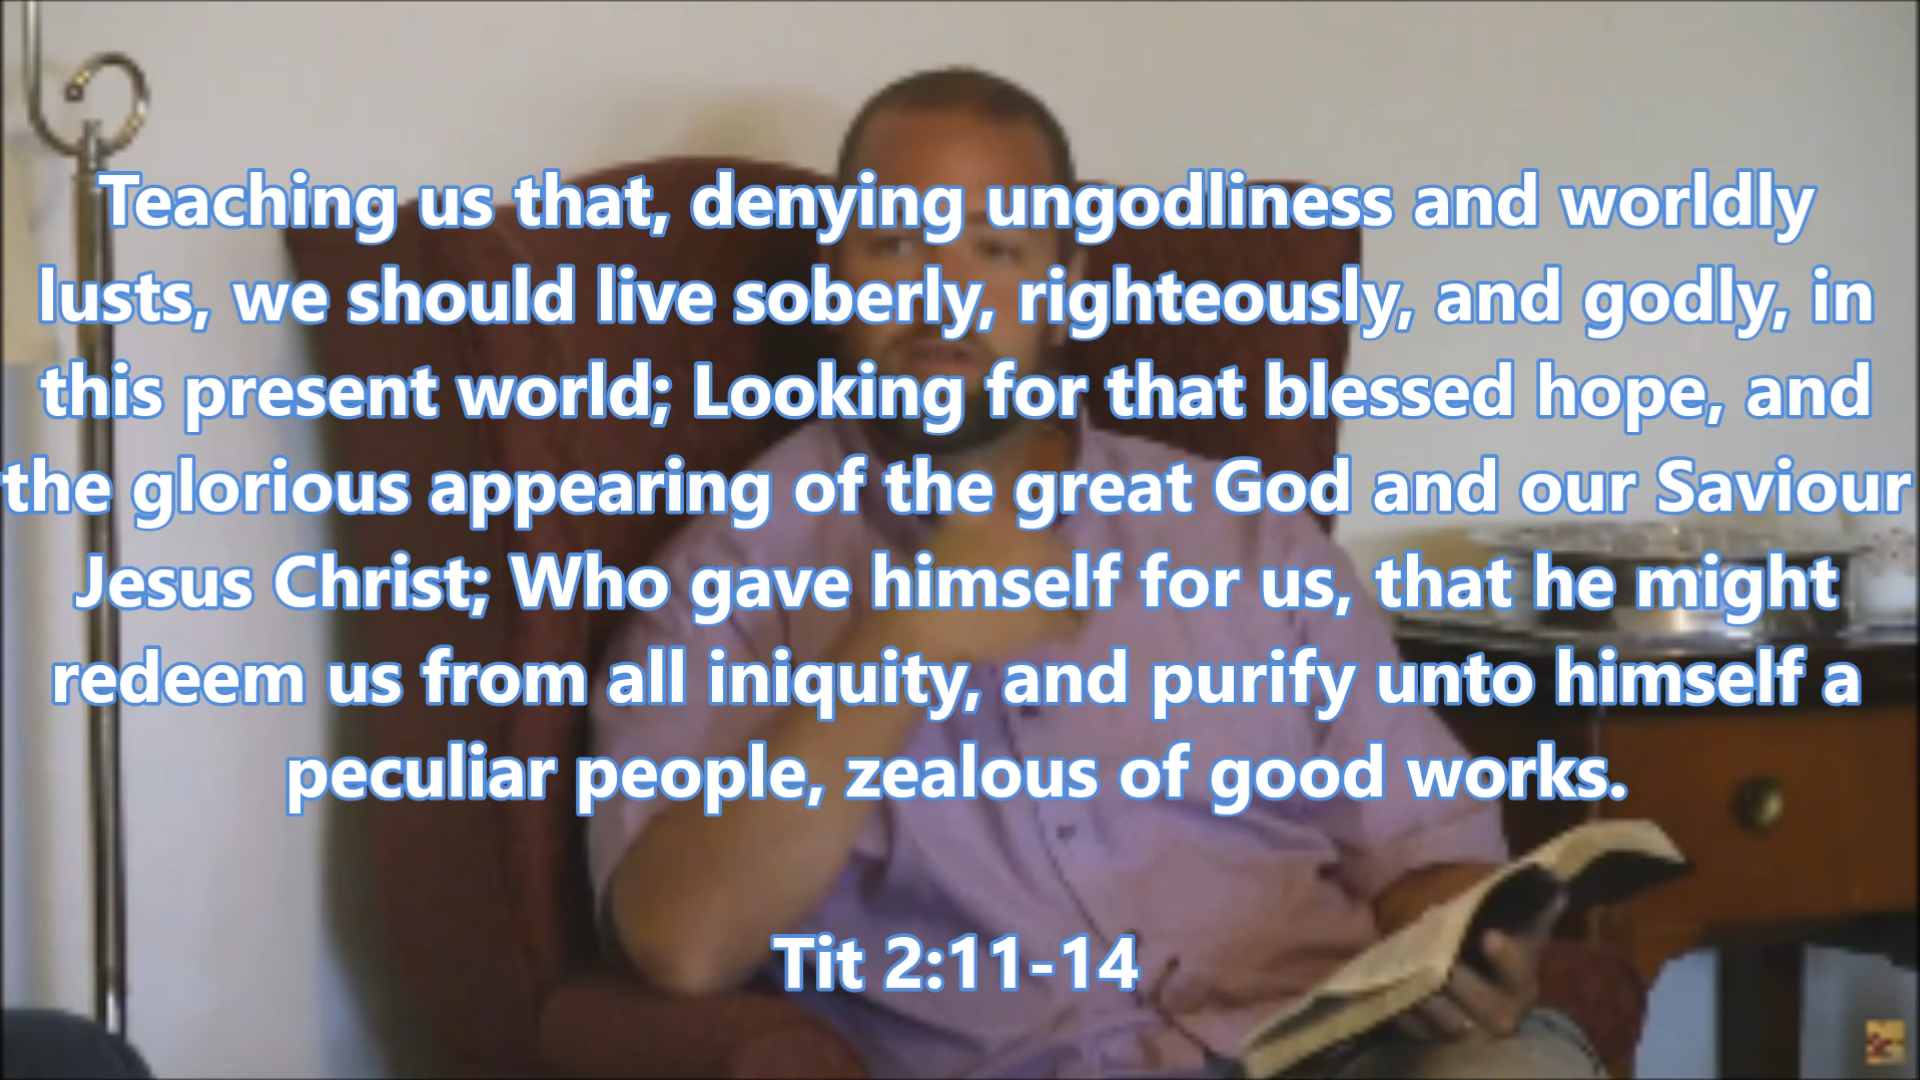 Teaching us that, denying ungodliness and worldly
lusts, we should live soberly, righteously, and godly, in
this present world; Looking for that blessed hope, and
the glorious appearing of the great God and our Saviour
Jesus Christ; Who gave himself for us, that he might
redeem us from all iniquity, and purify unto himself a
peculiar people, zealous of good works.
Tit 2:11-14